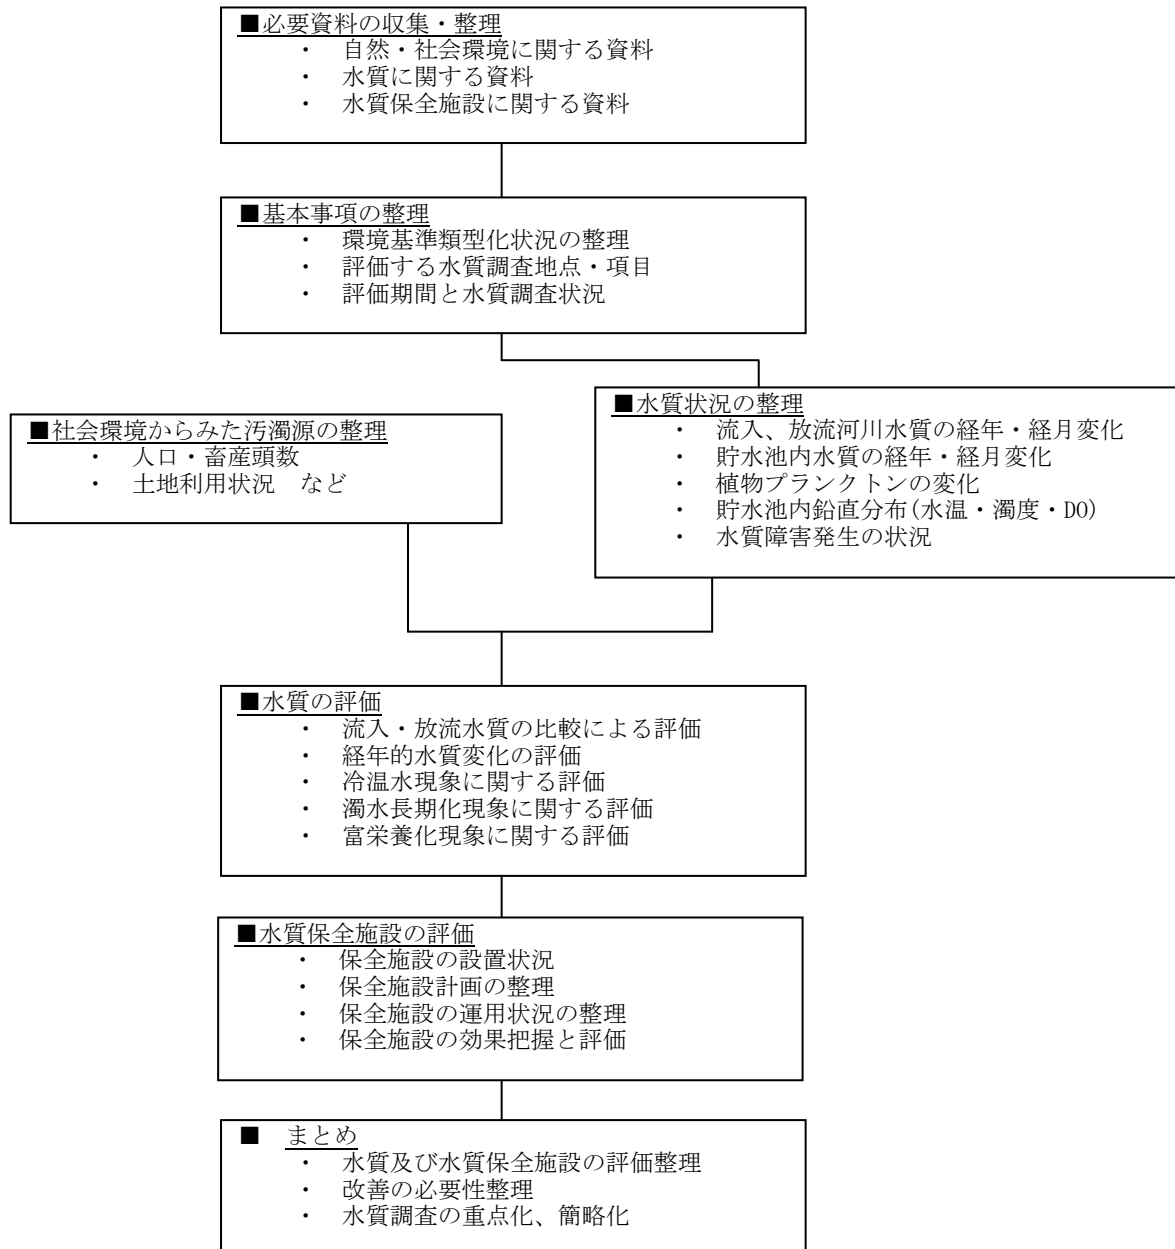 ■必要資料の収集・整理
・ 自然・社会環境に関する資料
・ 水質に関する資料
・ 水質保全施設に関する資料
■基本事項の整理
・ 環境基準類型化状況の整理
・ 評価する水質調査地点・項目
・ 評価期間と水質調査状況
■社会環境からみた汚濁源の整理
・ 人口・畜産頭数
・ 土地利用状況 など
■水質状況の整理
・ 流入、放流河川水質の経年・経月変化
・ 貯水池内水質の経年・経月変化
・ 植物プランクトンの変化
・ 貯水池内鉛直分布(水温・濁度・DO)
・ 水質障害発生の状況
■水質の評価
・ 流入・放流水質の比較による評価
・ 経年的水質変化の評価
・ 冷温水現象に関する評価
・ 濁水長期化現象に関する評価
・ 富栄養化現象に関する評価
■水質保全施設の評価
・ 保全施設の設置状況
・ 保全施設計画の整理
・ 保全施設の運用状況の整理
・ 保全施設の効果把握と評価
■ まとめ
・ 水質及び水質保全施設の評価整理
・ 改善の必要性整理
・ 水質調査の重点化、簡略化